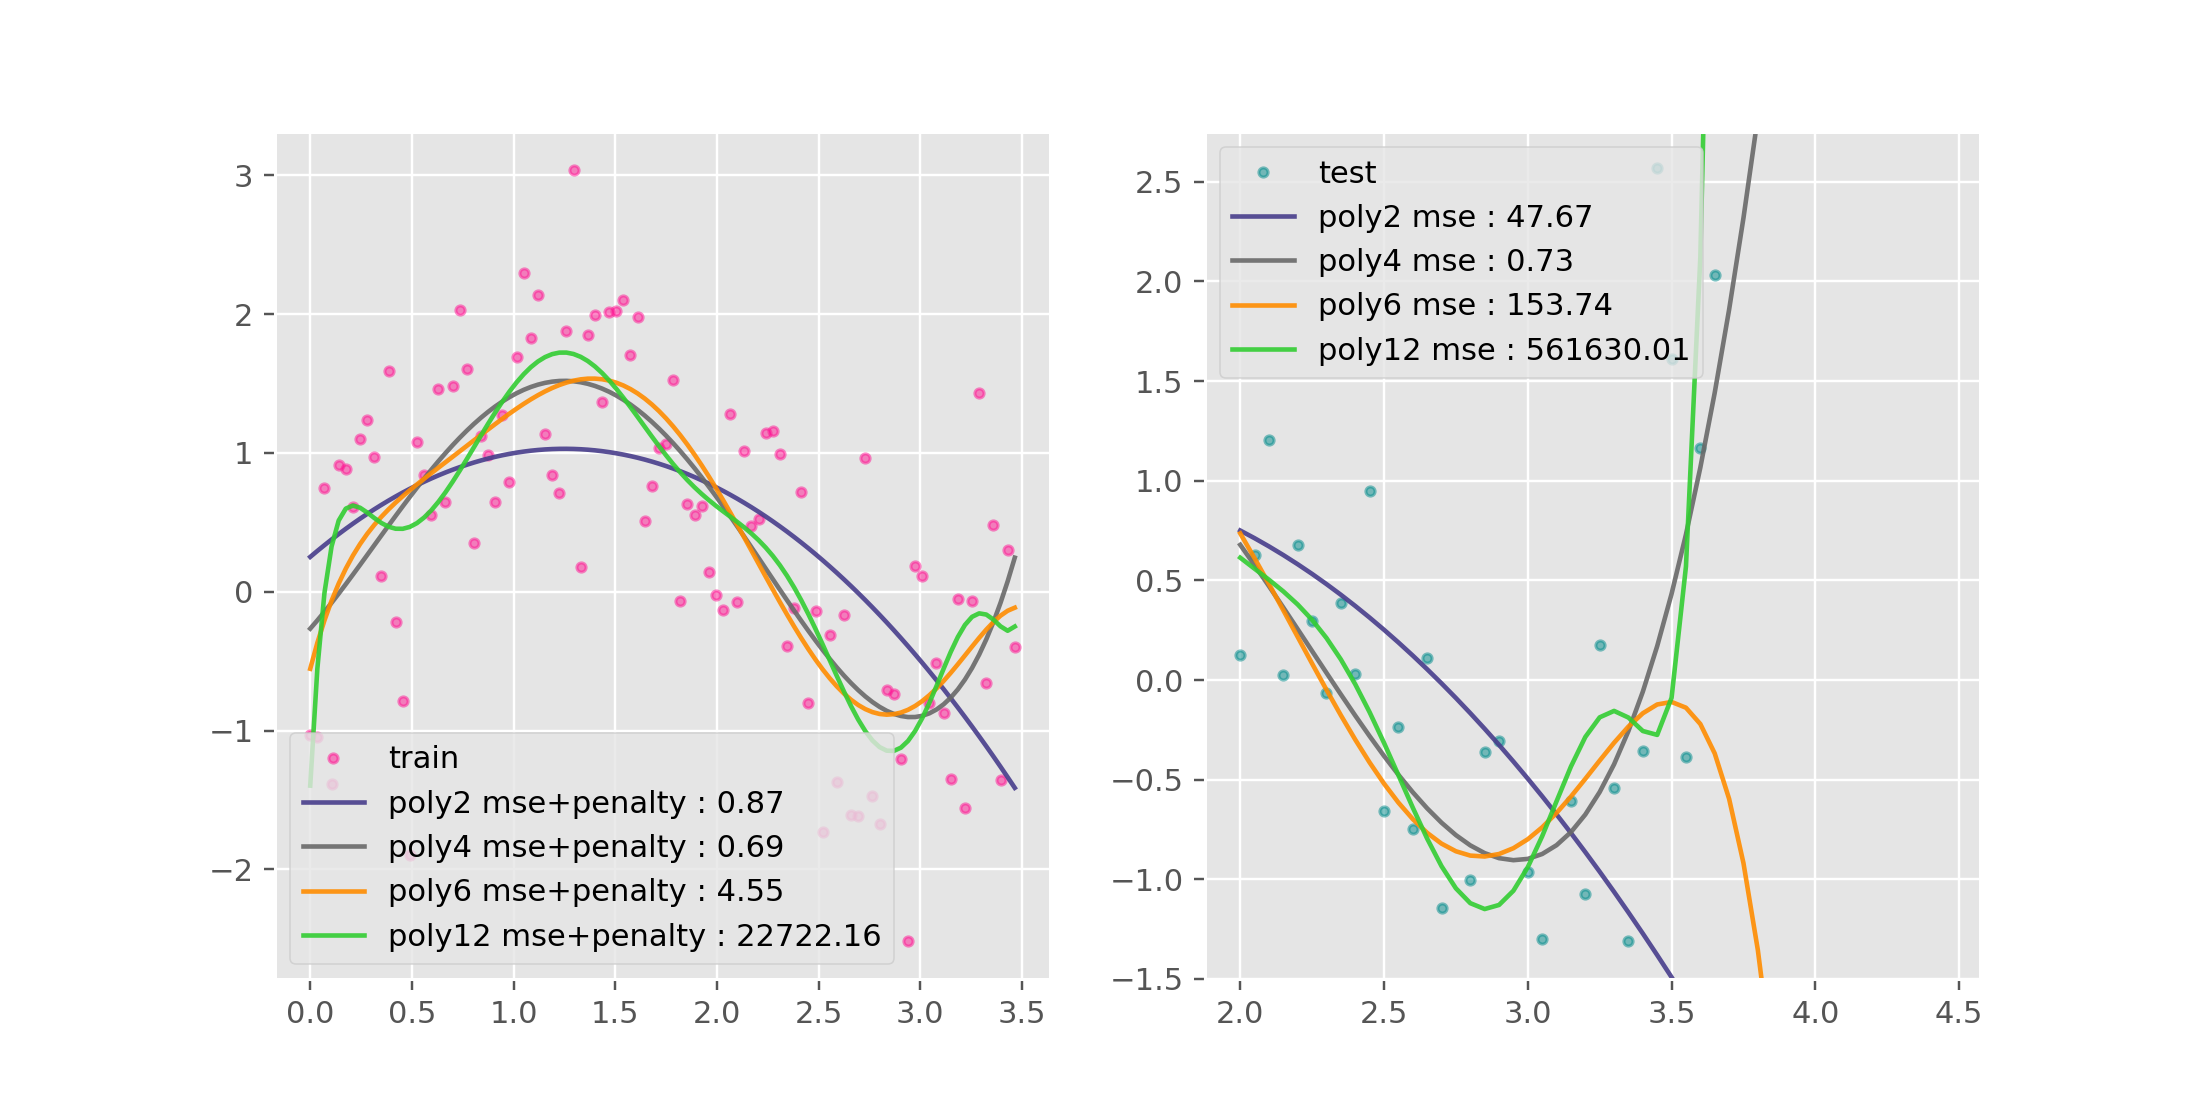 3
2
1
0
−1
−2
train
poly2 mse+penalty : 0.87
poly4 mse+penalty : 0.69
poly6 mse+penalty : 4.55
poly12 mse+penalty : 22722.16
0.0 0.5 1.0 1.5 2.0 2.5 3.0 3.5
2.5
2.0
1.5
1.0
0.5
0.0
−0.5
−1.0
−1.5
test
poly2 mse : 47.67
poly4 mse : 0.73
poly6 mse : 153.74
poly12 mse : 561630.01
2.0 2.5 3.0 3.5 4.0 4.5